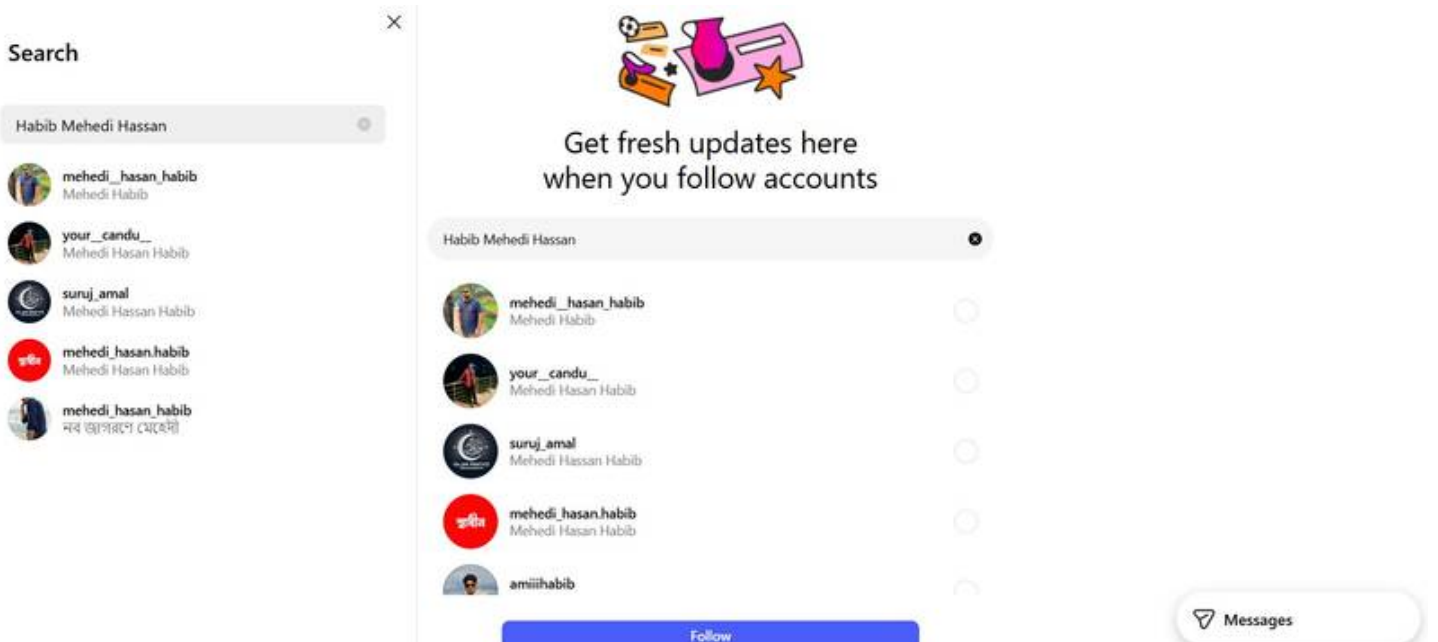 Search
Habib Mehedi Hassan
mehedi__hasan_habib
Mehedi Habib
your__candu__
Mehedi Hasan Habib
suruj_amal
Mehedi Hassan Habib
mehedi_hasan.habib
Mehedi Hasan Habib
mehedi_hasan_habib
নব জাগরণে মেহেদী
Get fresh updates here
when you follow accounts
Habib Mehedi Hassan
mehedi__hasan_habib
Mehedi Habib
your__candu__
Mehedi Hasan Habib
suruj_amal
Mehedi Hassan Habib
স্বাধীন
mehedi_hasan.habib
Mehedi Hasan Habib
amiiihabib
Follow
Messages